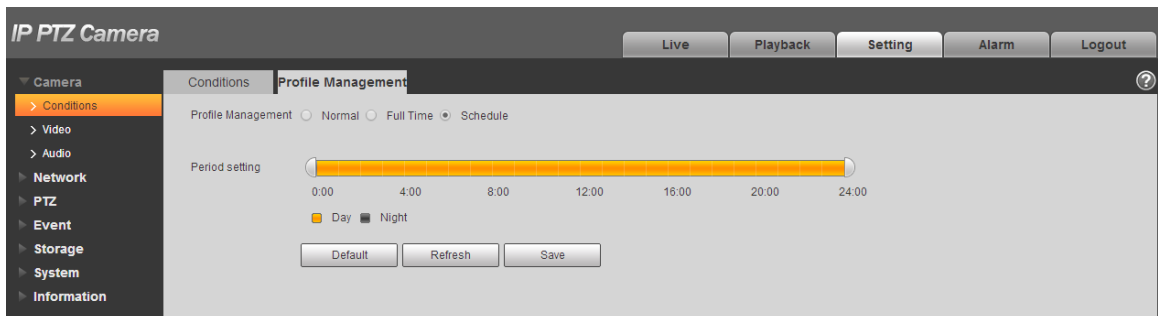 IP PTZ Camera
Live Playback Setting Alarm Logout
Camera
Conditions
Video
Audio
Network
PTZ
Event
Storage
System
Information
Conditions Profile Management
Profile Management Normal Full Time Schedule
Period setting
0:00 4:00 8:00 12:00 16:00 20:00 24:00
Day Night
Default Refresh Save